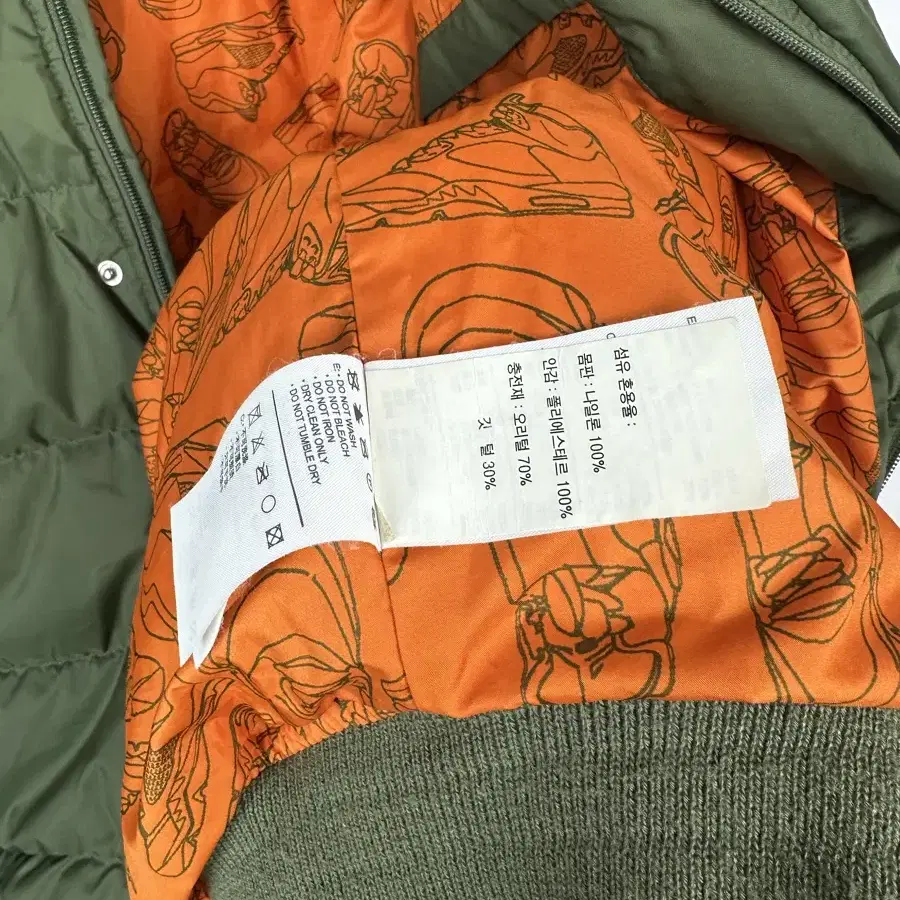 섬유 혼용율 :
몸판 : 나일론 100%
안감 : 폴리에스테르 100%
충전재 : 오리털 70%
깃 털 30%
E: • DO NOT WASH
• DO NOT BLEACH
• DO NOT IRON
• DRY CLEAN ONLY
• DO NOT TUMBLE DRY